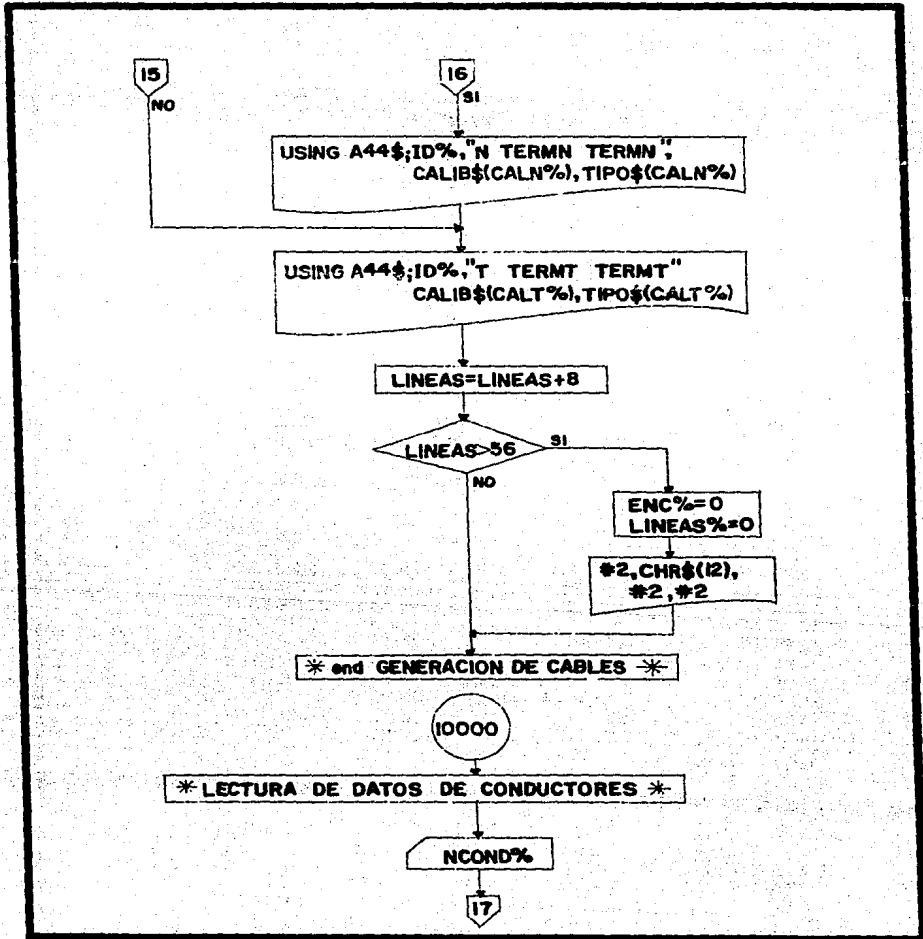 15
16
NO
SI
USING A44$;ID%,"N TERMN TERMN",
CALIB$(CALN%),TIPO$(CALN%)
USING A44$;ID%,"T TERMT TERMT"
CALIB$(CALT%),TIPO$(CALT%)
LINEAS=LINEAS+8
LINEAS>56
SI
NO
ENC%=0
LINEAS%=0
#2,CHR$(12),
#2,#2
* end GENERACION DE CABLES *
10000
* LECTURA DE DATOS DE CONDUCTORES *
NCOND%
17